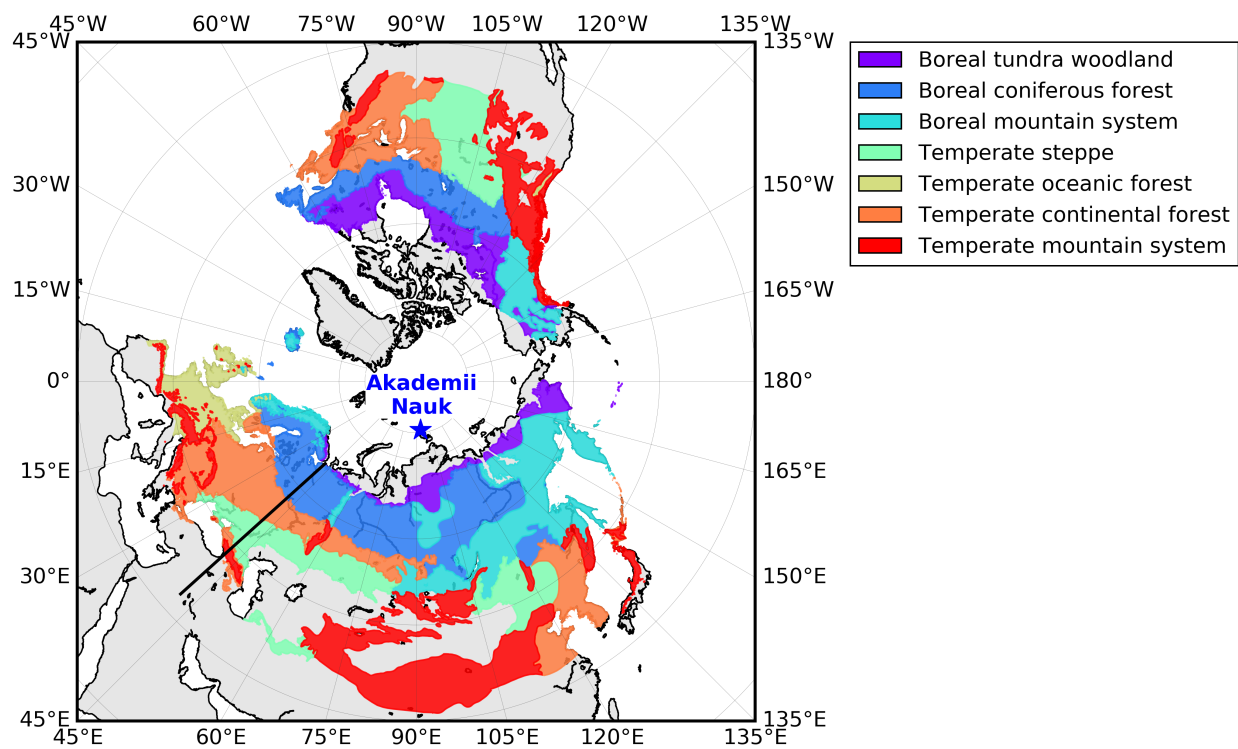 45°W 60°W 75°W 90°W 105°W 120°W 135°W
45°W 135°W
30°W 150°W
15°W 165°W
0° 180°
15°E 165°E
30°E 150°E
45°E 135°E
45°E 60°E 75°E 90°E 105°E 120°E 135°E
Akademii
Nauk
Boreal tundra woodland
Boreal coniferous forest
Boreal mountain system
Temperate steppe
Temperate oceanic forest
Temperate continental forest
Temperate mountain system